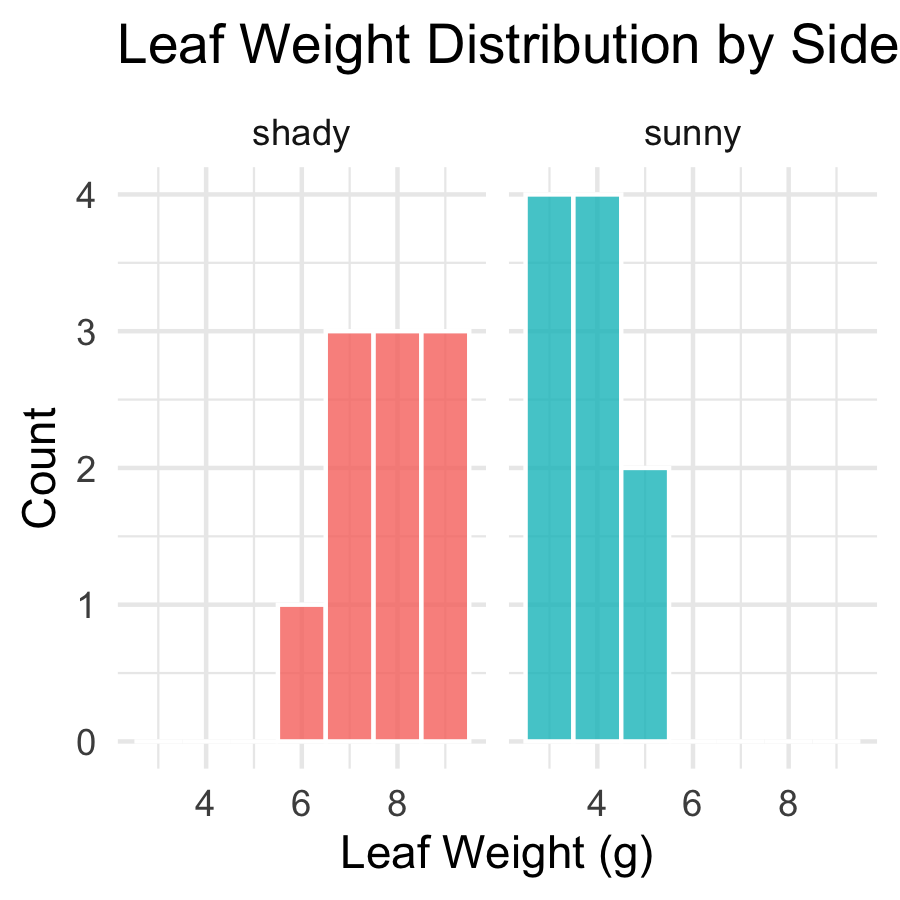 Leaf Weight Distribution by Side
shady
sunny
4
3
2
1
0
Count
4 6 8
4 6 8
Leaf Weight (g)